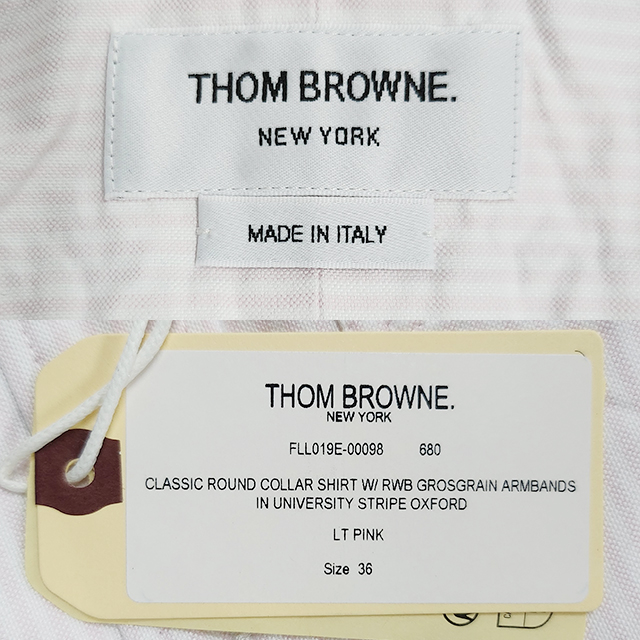 THOM BROWNE.
NEW YORK
MADE IN ITALY
THOM BROWNE.
NEW YORK
FLL019E-00098 680
CLASSIC ROUND COLLAR SHIRT W/ RWB GROSGRAIN ARMBANDS
IN UNIVERSITY STRIPE OXFORD
LT PINK
Size 36